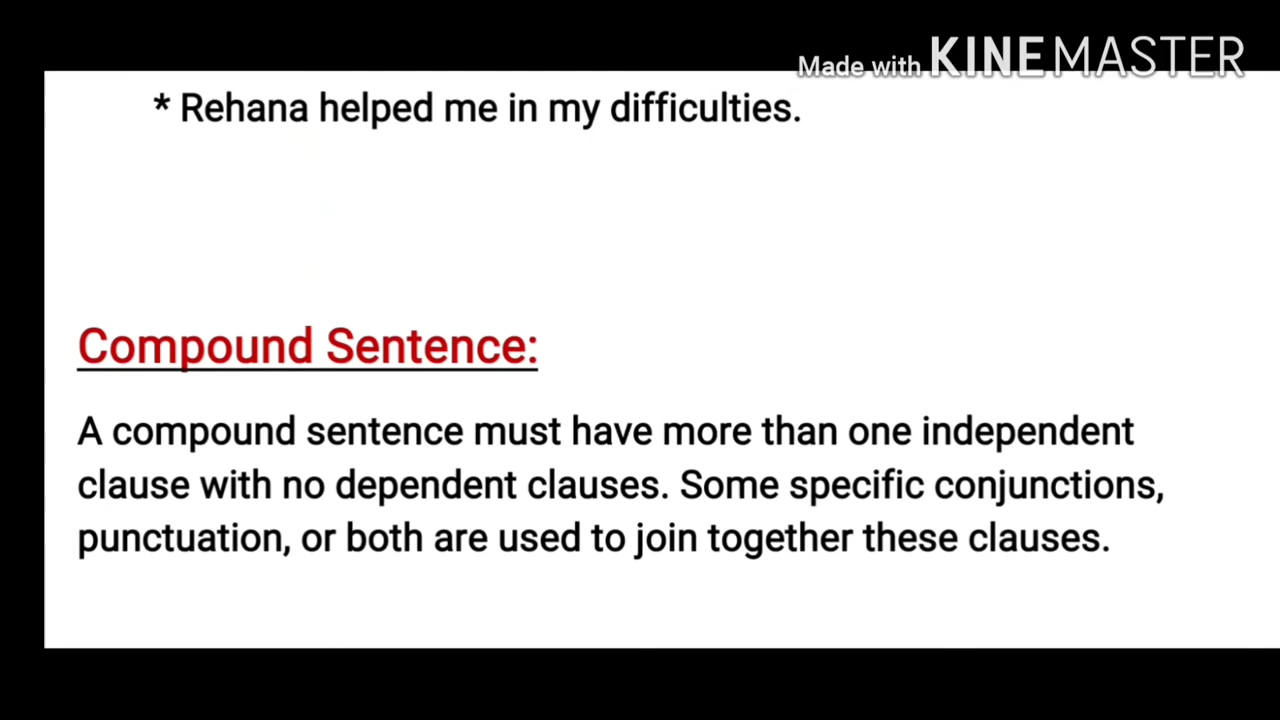 Made with KINEMASTER
* Rehana helped me in my difficulties.
Compound Sentence:
A compound sentence must have more than one independent
clause with no dependent clauses. Some specific conjunctions,
punctuation, or both are used to join together these clauses.